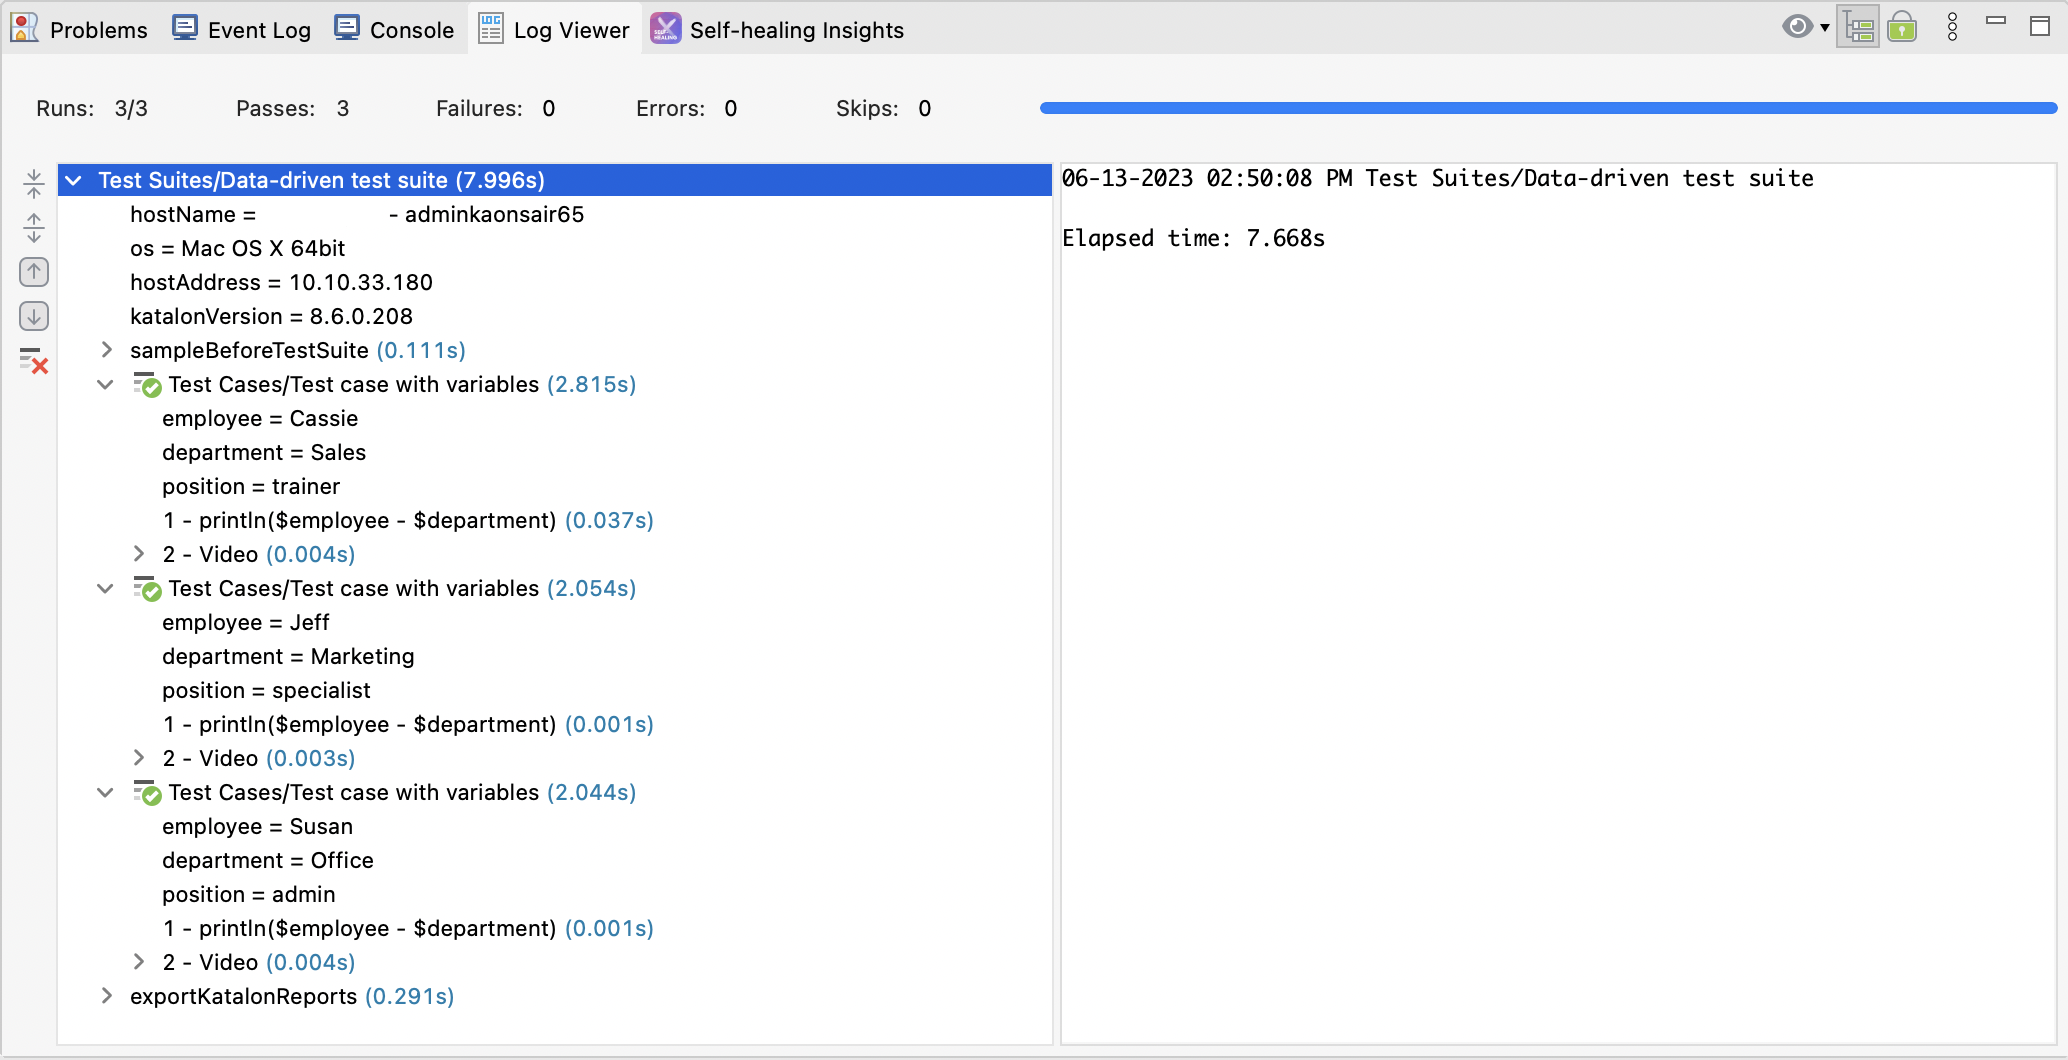 Problems Event Log Console Log Viewer Self-healing Insights
Runs: 3/3 Passes: 3 Failures: 0 Errors: 0 Skips: 0
Test Suites/Data-driven test suite (7.996s)
hostName = - adminkaonsair65
os = Mac OS X 64bit
hostAddress = 10.10.33.180
katalonVersion = 8.6.0.208
sampleBeforeTestSuite (0.111s)
Test Cases/Test case with variables (2.815s)
employee = Cassie
department = Sales
position = trainer
1 - println($employee - $department) (0.037s)
2 - Video (0.004s)
Test Cases/Test case with variables (2.054s)
employee = Jeff
department = Marketing
position = specialist
1 - println($employee - $department) (0.001s)
2 - Video (0.003s)
Test Cases/Test case with variables (2.044s)
employee = Susan
department = Office
position = admin
1 - println($employee - $department) (0.001s)
2 - Video (0.004s)
exportKatalonReports (0.291s)
06-13-2023 02:50:08 PM Test Suites/Data-driven test suite
Elapsed time: 7.668s